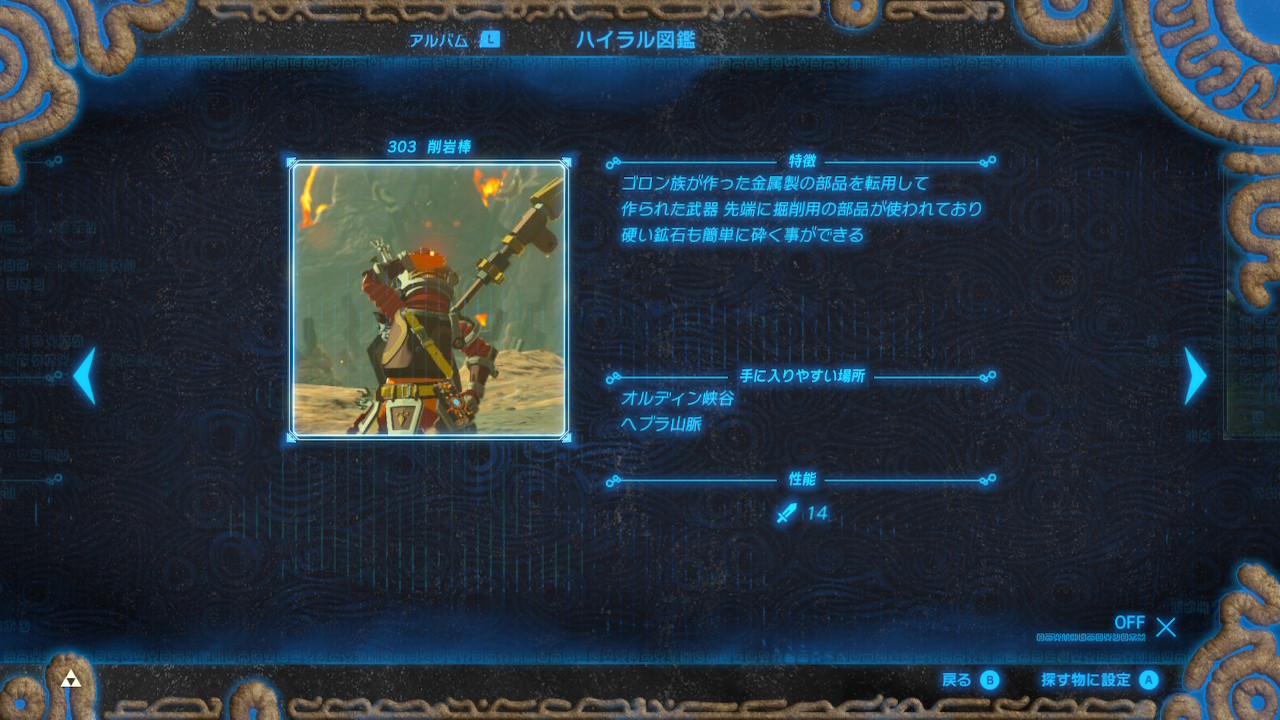 アルバム L
ハイラル図鑑
303 削岩棒
特徴
ゴロン族が作った金属製の部品を転用して
作られた武器 先端に掘削用の部品が使われており
硬い鉱石も簡単に砕く事ができる
手に入りやすい場所
オルディン峡谷
ヘブラ山脈
性能
14
OFF
戻る B
探す物に設定 A